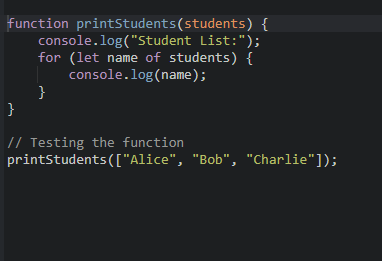 function printStudents(students) {
    console.log("Student List:");
    for (let name of students) {
        console.log(name);
    }
}

// Testing the function
printStudents(["Alice", "Bob", "Charlie"]);